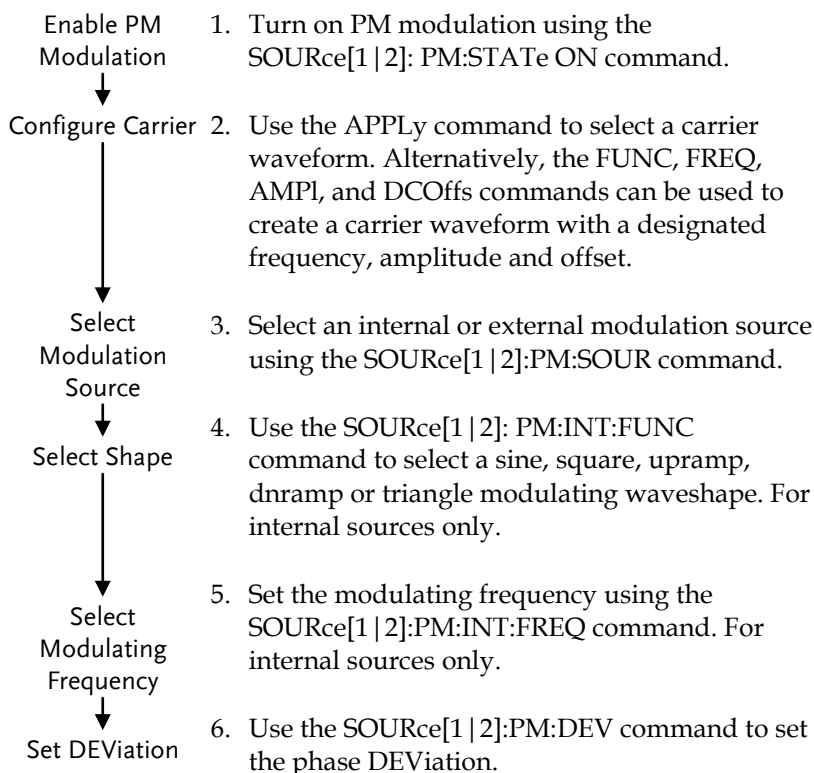 Enable PM
Modulation
1. Turn on PM modulation using the
SOURce[1|2]: PM:STATe ON command.
Configure Carrier
2. Use the APPLy command to select a carrier
waveform. Alternatively, the FUNC, FREQ,
AMPl, and DCOffs commands can be used to
create a carrier waveform with a designated
frequency, amplitude and offset.
Select
Modulation
Source
3. Select an internal or external modulation source
using the SOURce[1|2]:PM:SOUR command.
Select Shape
4. Use the SOURce[1|2]: PM:INT:FUNC
command to select a sine, square, upramp,
dnramp or triangle modulating waveshape. For
internal sources only.
Select
Modulating
Frequency
5. Set the modulating frequency using the
SOURce[1|2]:PM:INT:FREQ command. For
internal sources only.
Set DEViation
6. Use the SOURce[1|2]:PM:DEV command to set
the phase DEViation.